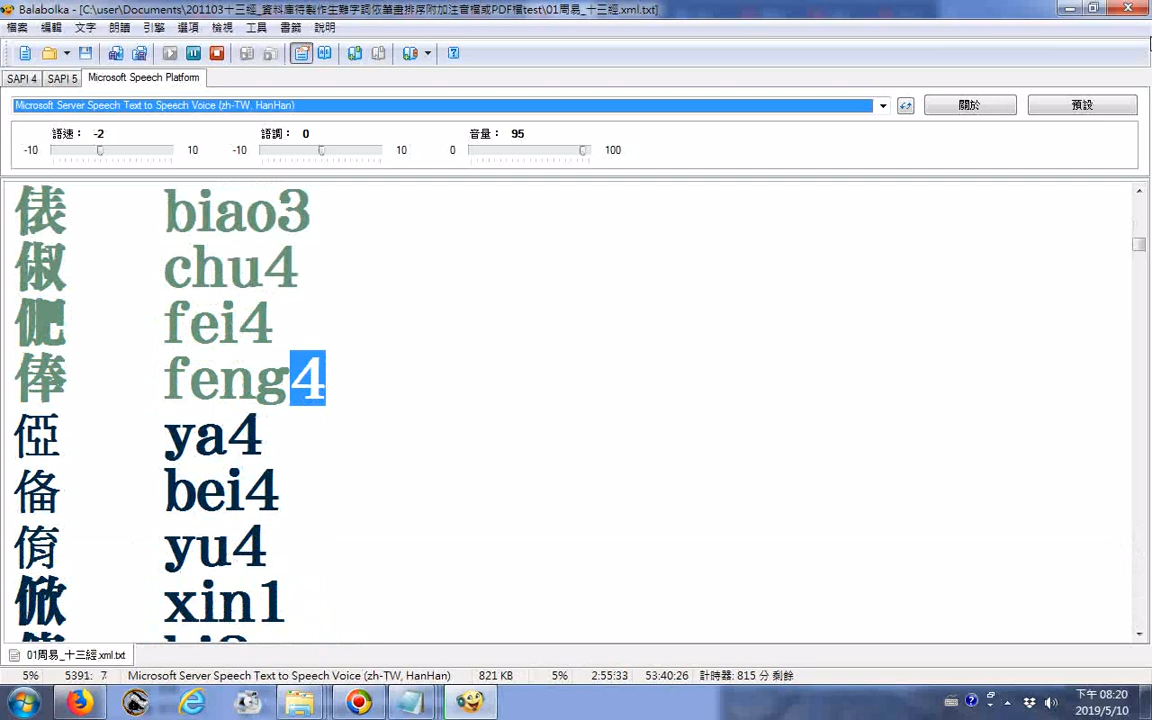 Balabolka - [C:\user\Documents\201103十三經_資料庫待製作生難字詞依筆畫排序附加注音檔或PDF檔test\01周易_十三經.xml.txt]
檔案 編輯 文字 朗讀 引擎 選項 檢視 工具 書籤 說明
SAPI 4 SAPI 5 Microsoft Speech Platform
Microsoft Server Speech Text to Speech Voice (zh-TW, HanHan) 關於 預設
語速： -2 語調： 0 音量： 95
-10 10 -10 10 0 100
俵 biao3
俶 chu4
fei4
俸 feng4
俹 ya4
俻 bei4
俼 yu4
俽 xin1
01周易_十三經.xml.txt
5% 5391: 7 Microsoft Server Speech Text to Speech Voice (zh-TW, HanHan) 821 KB 5% 2:55:33 53:40:26 計時器: 815 分 剩餘
下午 08:20
2019/5/10